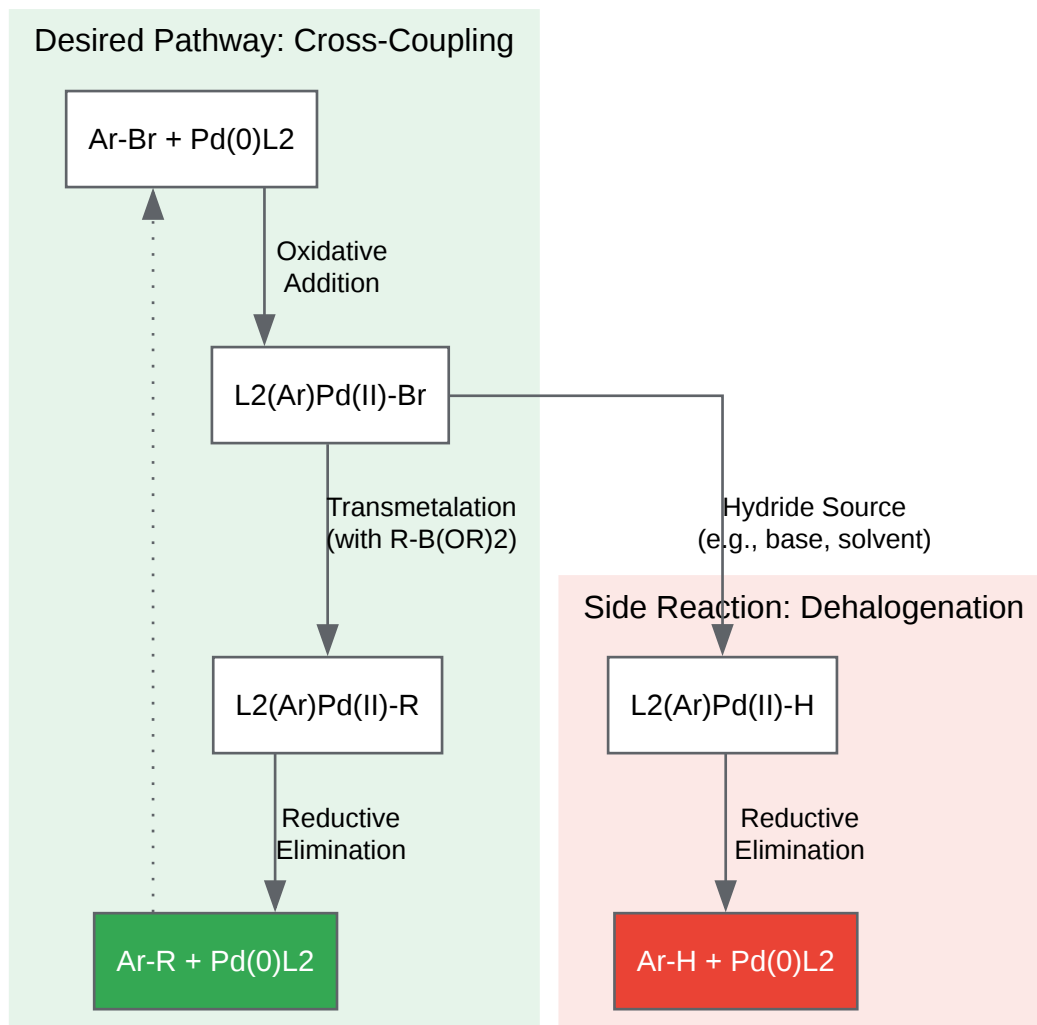 Desired Pathway: Cross-Coupling
Ar-Br + Pd(0)L2
Oxidative
Addition
L2(Ar)Pd(II)-Br
Transmetalation
(with R-B(OR)2)
L2(Ar)Pd(II)-R
Reductive
Elimination
Ar-R + Pd(0)L2
Hydride Source
(e.g., base, solvent)
Side Reaction: Dehalogenation
L2(Ar)Pd(II)-H
Reductive
Elimination
Ar-H + Pd(0)L2